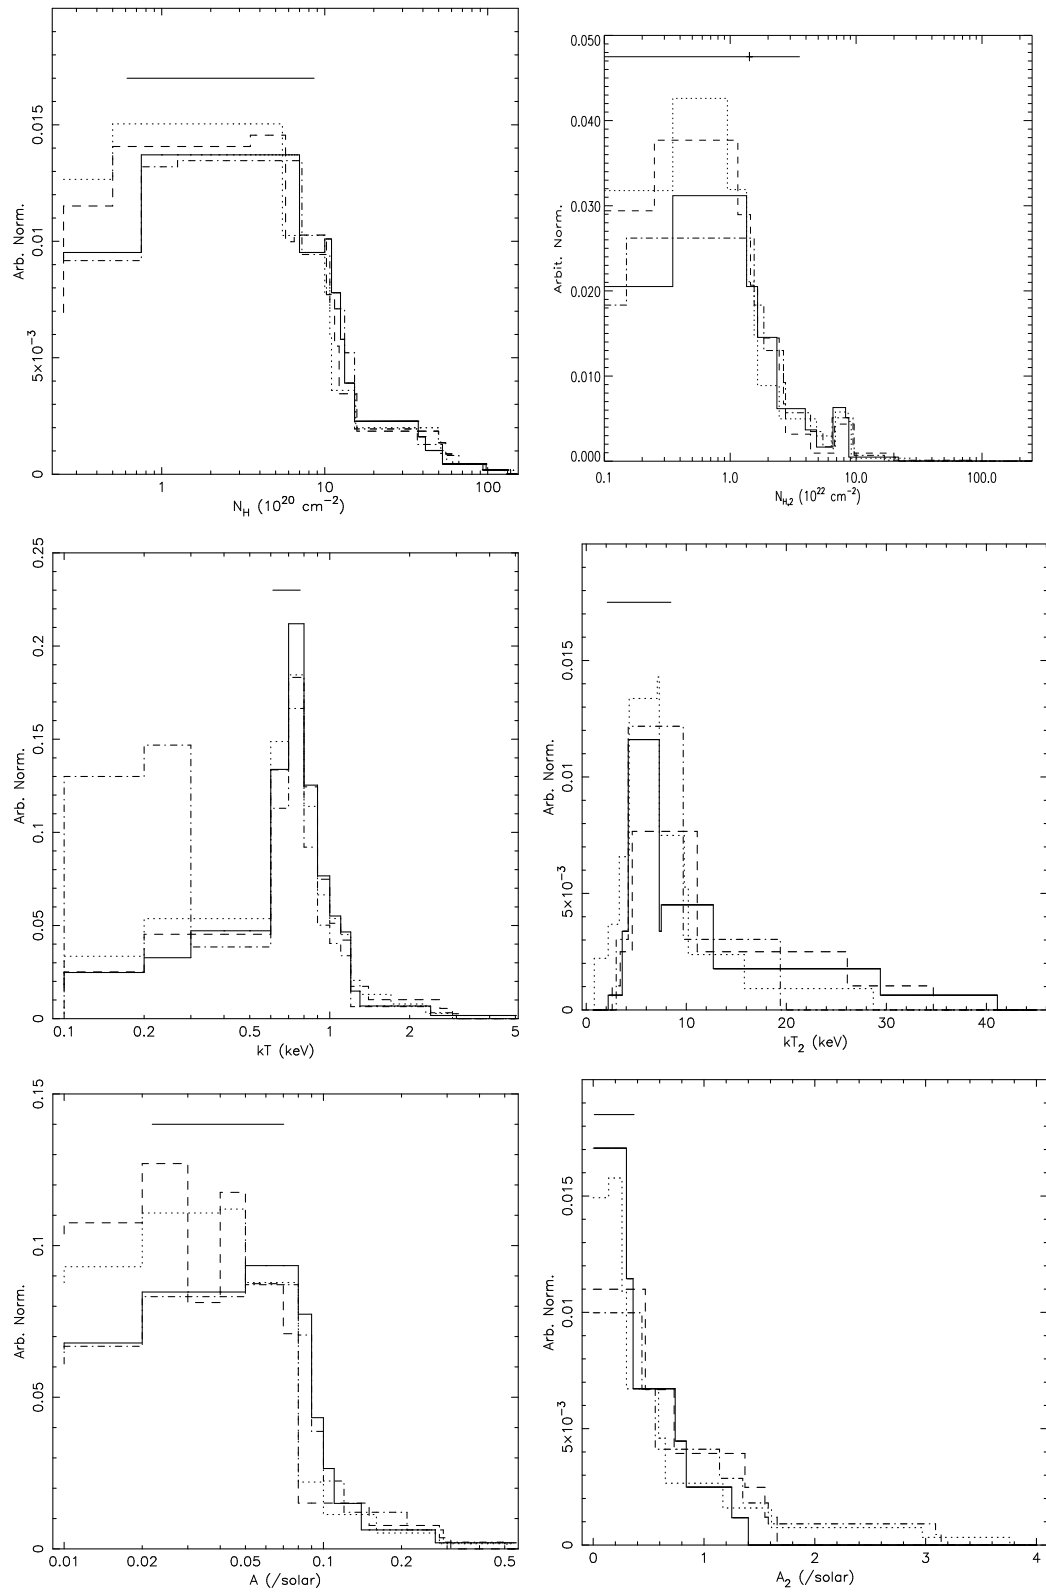 Arb. Norm.
0 5×10⁻³ 0.01 0.015
1 10 100
N_H (10²⁰ cm⁻²)
Arbit. Norm.
0.050
0.040
0.030
0.020
0.010
0.000
0.1 1.0 10.0 100.0
N_H,2 (10²² cm⁻²)
Arb. Norm.
0 0.05 0.1 0.15 0.2 0.25
0.1 0.2 0.5 1 2 5
kT (keV)
Arb. Norm.
0 5×10⁻³ 0.01 0.015
0 10 20 30 40
kT₂ (keV)
Arb. Norm.
0 0.05 0.1 0.15
0.01 0.02 0.05 0.1 0.2 0.5
A (/solar)
Arb. Norm.
0 5×10⁻³ 0.01 0.015
0 1 2 3 4
A₂ (/solar)